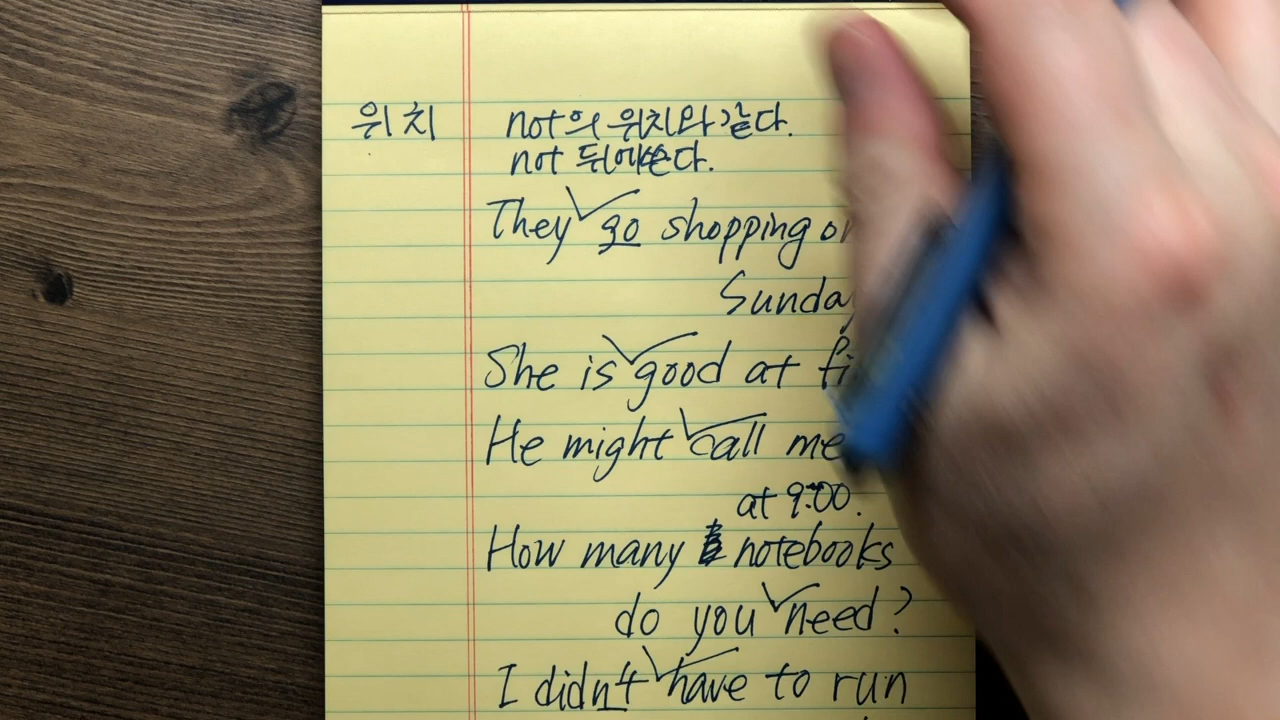 위치 not의 위치와 같다.
not 뒤에쓴다.
They go shopping
She is good at
He might call me
at 9:00.
How many notebooks
do you need?
I didn't have to run